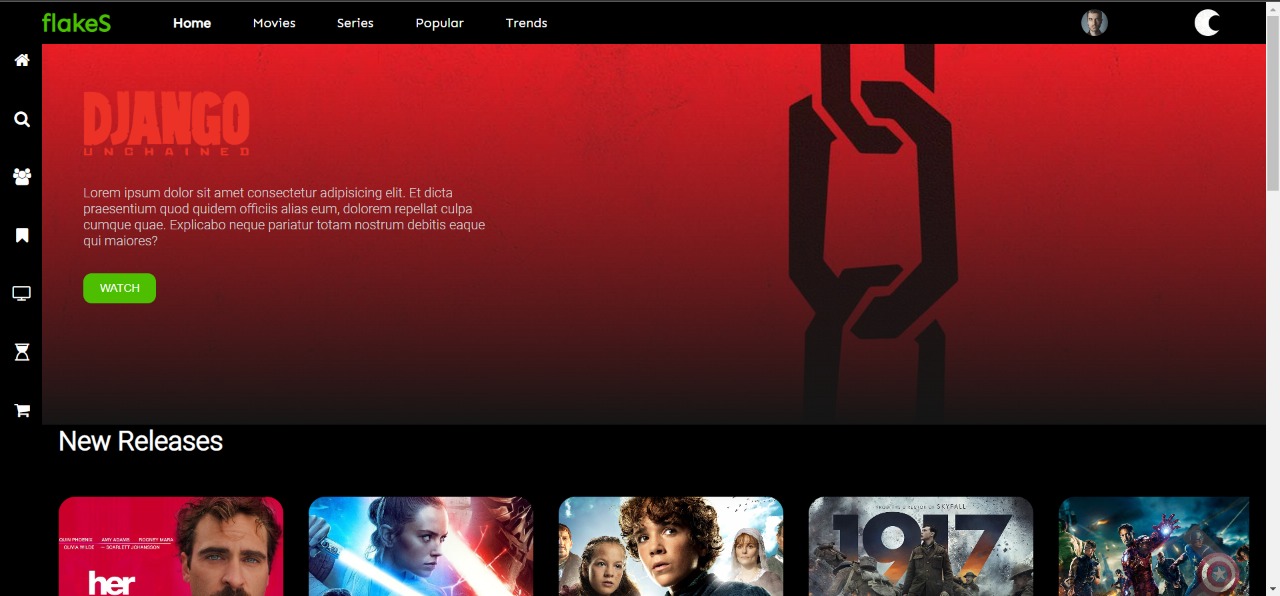 flakeS
Home
Movies
Series
Popular
Trends
DJANGO
UNCHAINED
Lorem ipsum dolor sit amet consectetur adipisicing elit. Et dicta
praesentium quod quidem officiis alias eum, dolorem repellat culpa
cumque quae. Explicabo neque pariatur totam nostrum debitis eaque
qui maiores?
WATCH
New Releases
QUIN PHOENIX AMY ADAMS ROONEY MARA
OLIVIA WILDE — SCARLETT JOHANSSON
her
FROM THE DIRECTOR OF SKYFALL
1917